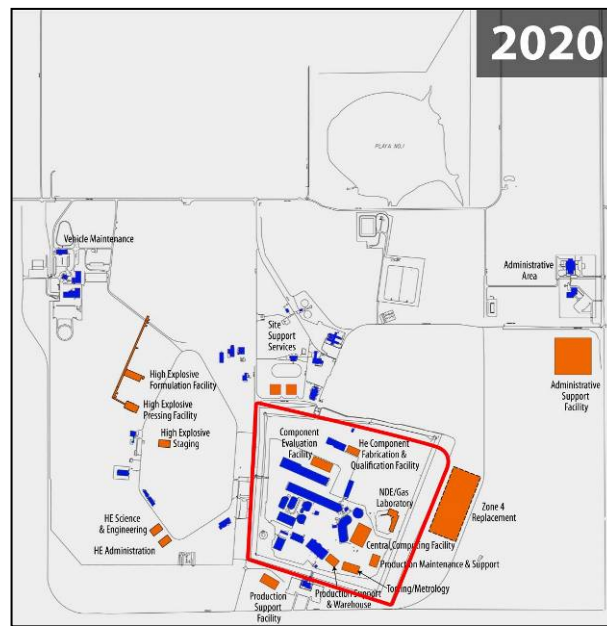 2020
PLAYA NO.1
Vehicle Maintenance
Administrative
Area
Site
Support
Services
High Explosive
Formulation Facility
High Explosive
Pressing Facility
High Explosive
Staging
Administrative
Support
Facility
Component
Evaluation
Facility
He Component
Fabrication &
Qualification Facility
NDE/Gas
Laboratory
Zone 4
Replacement
HE Science
& Engineering
HE Administration
Central Computing Facility
Production Maintenance & Support
Tooling/Metrology
Production Support
& Warehouse
Production
Support
Facility